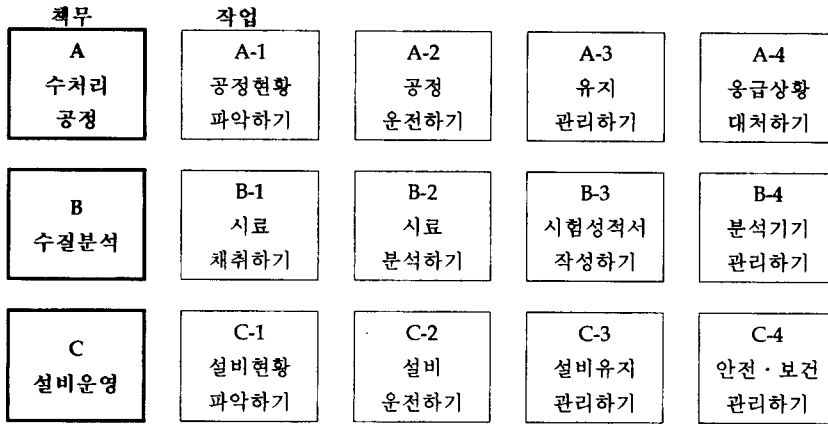 책무 작업
A
수처리
공정
A-1
공정현황
파악하기
A-2
공정
운전하기
A-3
유지
관리하기
A-4
응급상황
대처하기
B
수질분석
B-1
시료
채취하기
B-2
시료
분석하기
B-3
시험성적서
작성하기
B-4
분석기기
관리하기
C
설비운영
C-1
설비현황
파악하기
C-2
설비
운전하기
C-3
설비유지
관리하기
C-4
안전 · 보건
관리하기